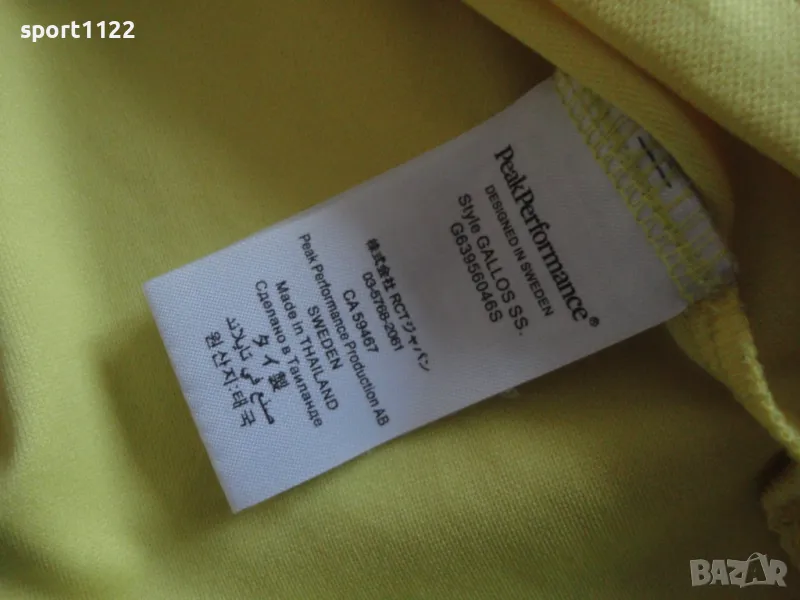 sport1122
PeakPerformance®
DESIGNED IN SWEDEN
Style GALLOS SS.
G63956046S
株式会社 RCTジャパン
03-6768-2061
CA 59467
Peak Performance Production AB
SWEDEN
Made in THAILAND
Сделано в Таиланде
タイ製
صنع في تايلاند
원산지:태국
BAZAR